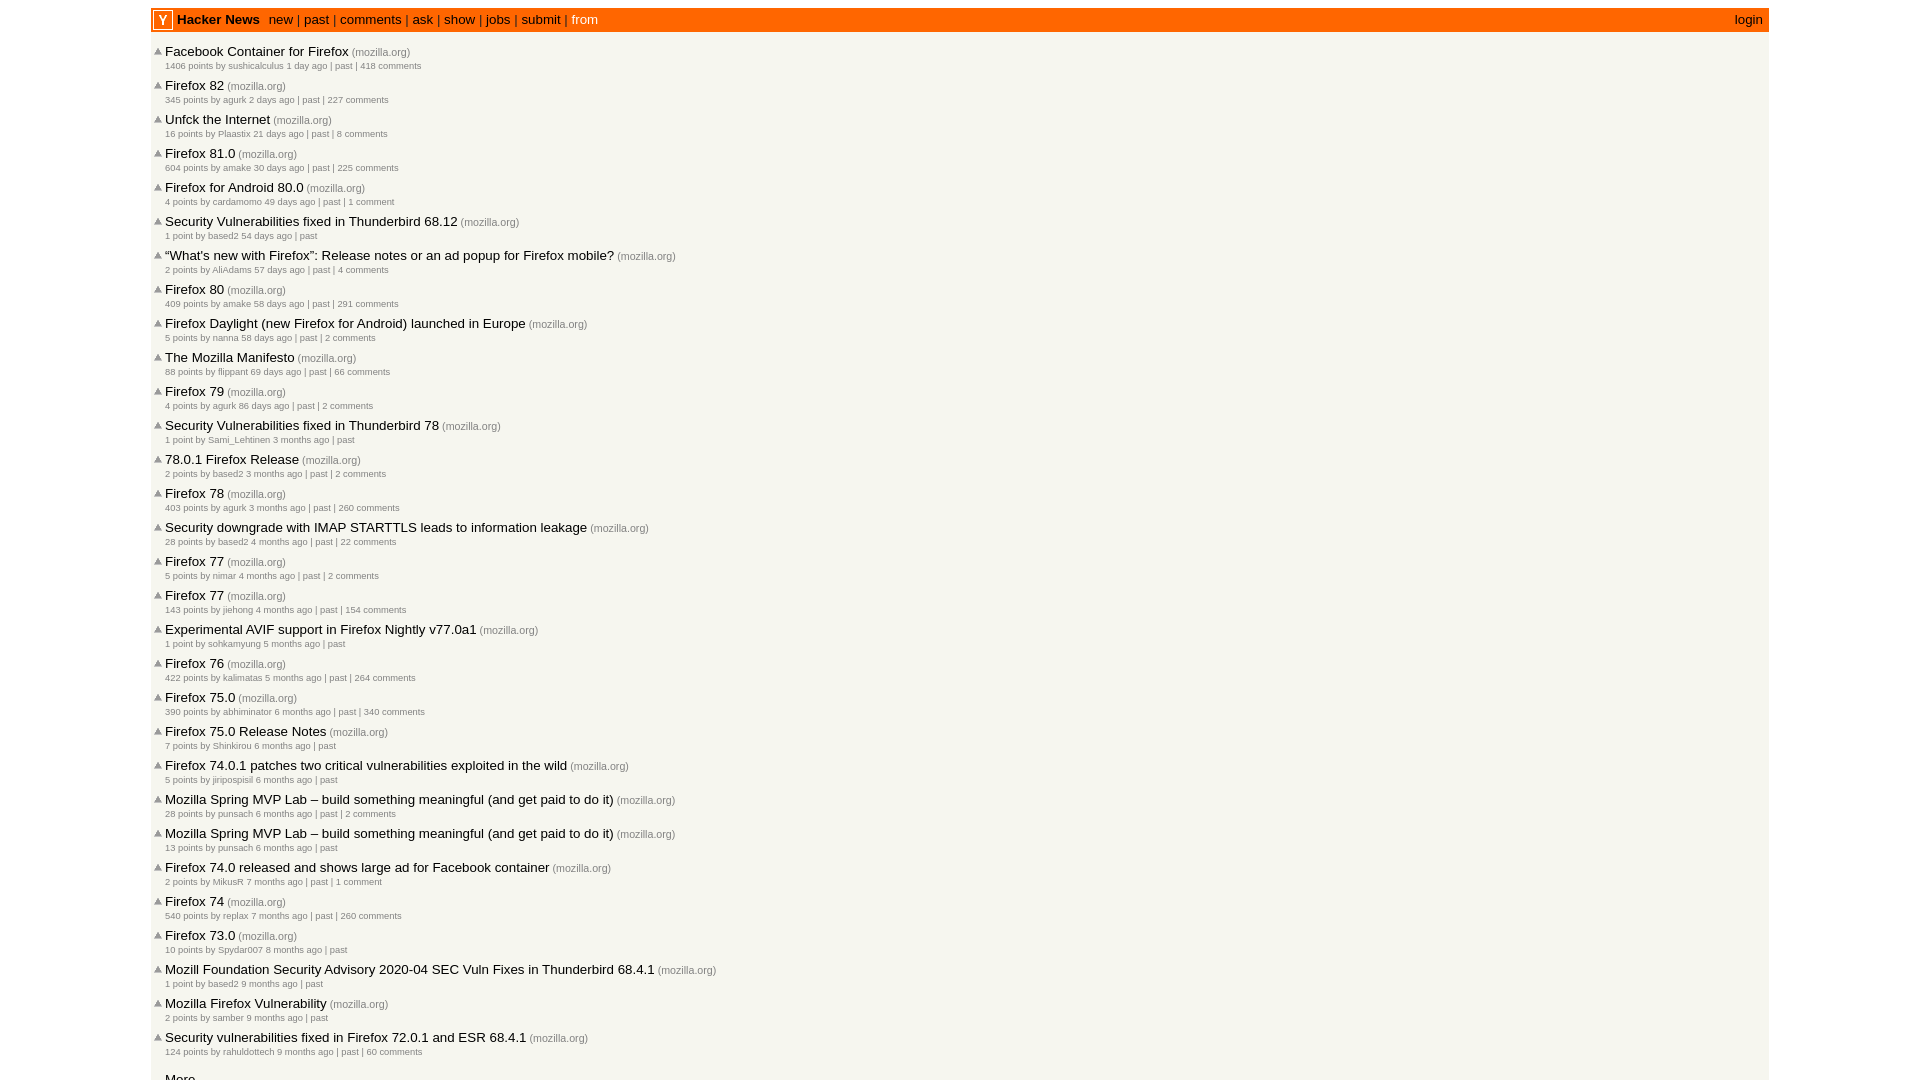 Y Hacker News new | past | comments | ask | show | jobs | submit | from login
Facebook Container for Firefox (mozilla.org)
1406 points by sushicalculus 1 day ago | past | 418 comments
Firefox 82 (mozilla.org)
345 points by agurk 2 days ago | past | 227 comments
Unfck the Internet (mozilla.org)
16 points by Plaastix 21 days ago | past | 8 comments
Firefox 81.0 (mozilla.org)
604 points by amake 30 days ago | past | 225 comments
Firefox for Android 80.0 (mozilla.org)
4 points by cardamomo 49 days ago | past | 1 comment
Security Vulnerabilities fixed in Thunderbird 68.12 (mozilla.org)
1 point by based2 54 days ago | past
“What's new with Firefox”: Release notes or an ad popup for Firefox mobile? (mozilla.org)
2 points by AliAdams 57 days ago | past | 4 comments
Firefox 80 (mozilla.org)
409 points by amake 58 days ago | past | 291 comments
Firefox Daylight (new Firefox for Android) launched in Europe (mozilla.org)
5 points by nanna 58 days ago | past | 2 comments
The Mozilla Manifesto (mozilla.org)
88 points by flippant 69 days ago | past | 66 comments
Firefox 79 (mozilla.org)
4 points by agurk 86 days ago | past | 2 comments
Security Vulnerabilities fixed in Thunderbird 78 (mozilla.org)
1 point by Sami_Lehtinen 3 months ago | past
78.0.1 Firefox Release (mozilla.org)
2 points by based2 3 months ago | past | 2 comments
Firefox 78 (mozilla.org)
403 points by agurk 3 months ago | past | 260 comments
Security downgrade with IMAP STARTTLS leads to information leakage (mozilla.org)
28 points by based2 4 months ago | past | 22 comments
Firefox 77 (mozilla.org)
5 points by nimar 4 months ago | past | 2 comments
Firefox 77 (mozilla.org)
143 points by jiehong 4 months ago | past | 154 comments
Experimental AVIF support in Firefox Nightly v77.0a1 (mozilla.org)
1 point by sohkamyung 5 months ago | past
Firefox 76 (mozilla.org)
422 points by kalimatas 5 months ago | past | 264 comments
Firefox 75.0 (mozilla.org)
390 points by abhiminator 6 months ago | past | 340 comments
Firefox 75.0 Release Notes (mozilla.org)
7 points by Shinkirou 6 months ago | past
Firefox 74.0.1 patches two critical vulnerabilities exploited in the wild (mozilla.org)
5 points by jiripospisil 6 months ago | past
Mozilla Spring MVP Lab – build something meaningful (and get paid to do it) (mozilla.org)
28 points by punsach 6 months ago | past | 2 comments
Mozilla Spring MVP Lab – build something meaningful (and get paid to do it) (mozilla.org)
13 points by punsach 6 months ago | past
Firefox 74.0 released and shows large ad for Facebook container (mozilla.org)
2 points by MikusR 7 months ago | past | 1 comment
Firefox 74 (mozilla.org)
540 points by replax 7 months ago | past | 260 comments
Firefox 73.0 (mozilla.org)
10 points by Spydar007 8 months ago | past
Mozill Foundation Security Advisory 2020-04 SEC Vuln Fixes in Thunderbird 68.4.1 (mozilla.org)
1 point by based2 9 months ago | past
Mozilla Firefox Vulnerability (mozilla.org)
2 points by samber 9 months ago | past
Security vulnerabilities fixed in Firefox 72.0.1 and ESR 68.4.1 (mozilla.org)
124 points by rahuldottech 9 months ago | past | 60 comments
More